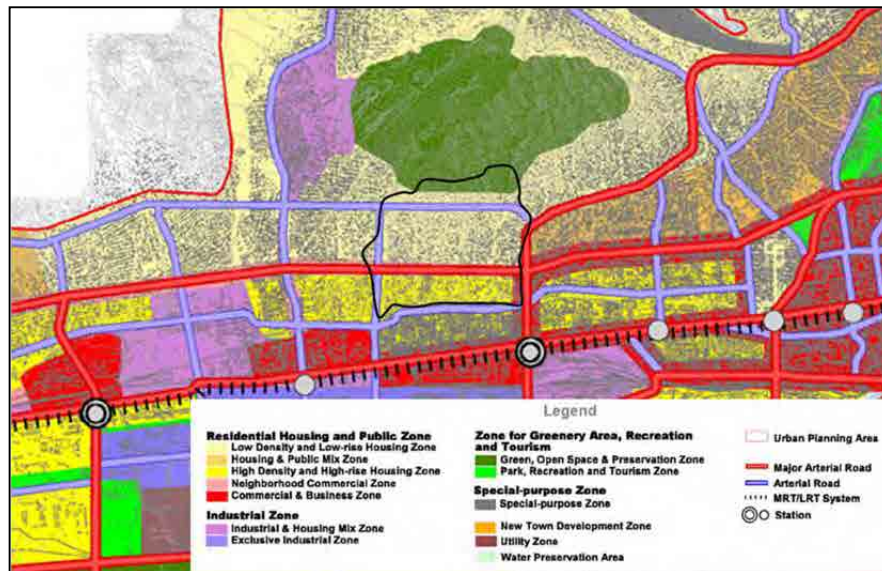 Legend
Residential Housing and Public Zone
Low Density and Low-rise Housing Zone
Housing & Public Mix Zone
High Density and High-rise Housing Zone
Neighborhood Commercial Zone
Commercial & Business Zone
Industrial Zone
Industrial & Housing Mix Zone
Exclusive Industrial Zone
Zone for Greenery Area, Recreation
and Tourism
Green, Open Space & Preservation Zone
Park, Recreation and Tourism Zone
Special-purpose Zone
Special-purpose Zone
New Town Development Zone
Utility Zone
Water Preservation Area
Urban Planning Area
Major Arterial Road
Arterial Road
MRT/LRT System
Station